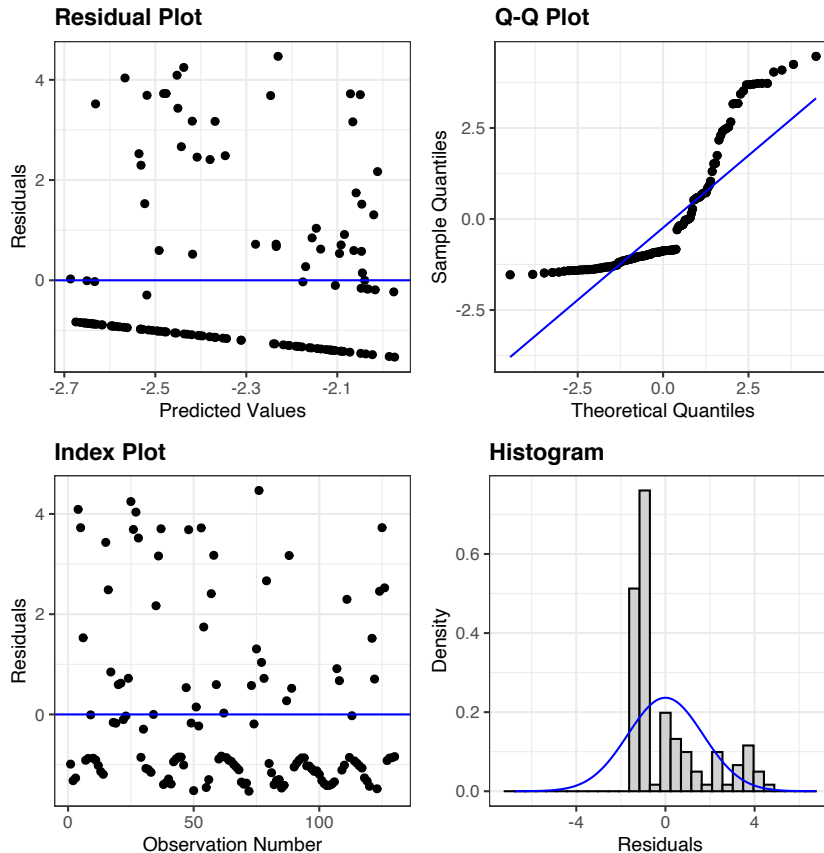 Residual Plot
4
2
0
Residuals
-2.7
-2.5
-2.3
-2.1
Predicted Values
Q-Q Plot
2.5
0.0
-2.5
Sample Quantiles
-2.5
0.0
2.5
Theoretical Quantiles
Index Plot
4
2
0
Residuals
0
50
100
Observation Number
Histogram
0.6
0.4
0.2
0.0
Density
-4
0
4
Residuals